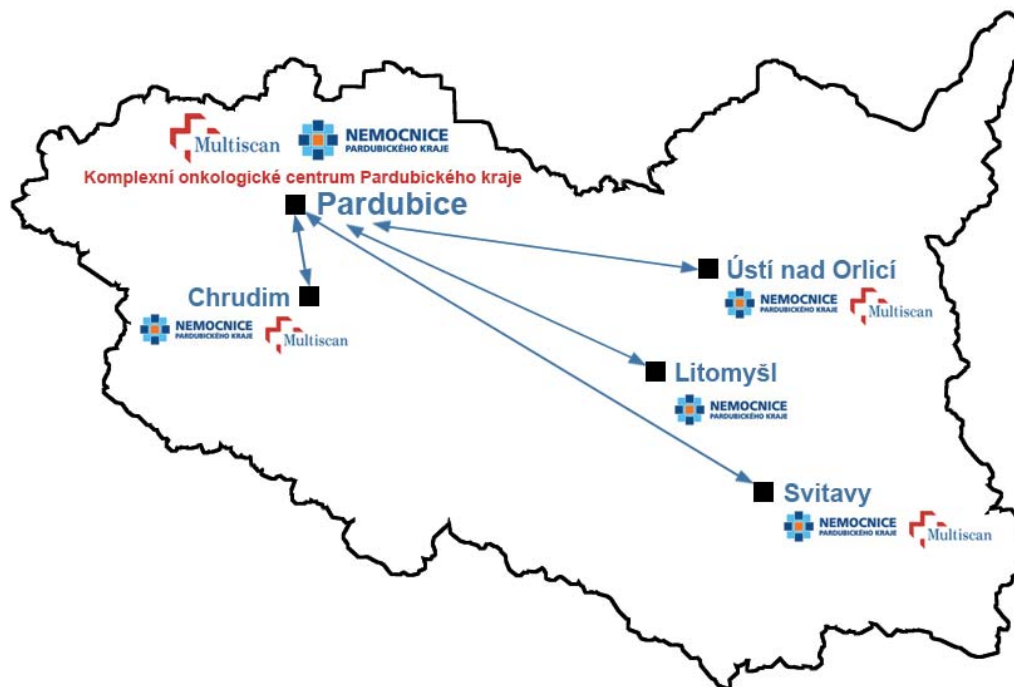 Multiscan
NEMOCNICE
PARDUBICKÉHO KRAJE
Komplexní onkologické centrum Pardubického kraje
Pardubice
Ústí nad Orlicí
NEMOCNICE
PARDUBICKÉHO KRAJE
Multiscan
Chrudim
NEMOCNICE
PARDUBICKÉHO KRAJE
Multiscan
Litomyšl
NEMOCNICE
PARDUBICKÉHO KRAJE
Svitavy
NEMOCNICE
PARDUBICKÉHO KRAJE
Multiscan